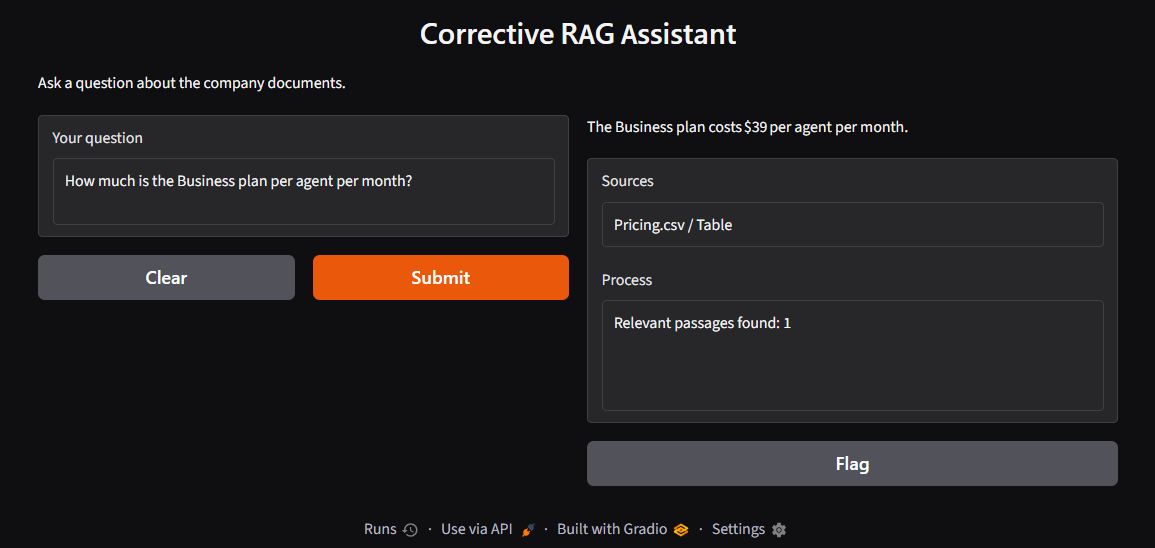 Corrective RAG Assistant
Ask a question about the company documents.
Your question
How much is the Business plan per agent per month?
Clear
Submit
The Business plan costs $39 per agent per month.
Sources
Pricing.csv / Table
Process
Relevant passages found: 1
Flag
Runs · Use via API · Built with Gradio · Settings